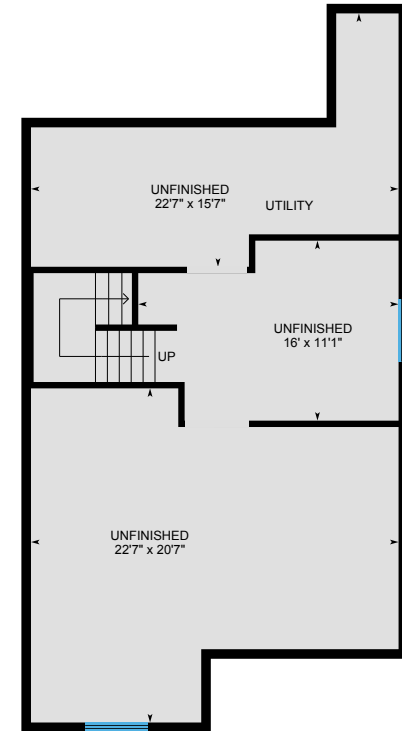 UNFINISHED
22'7" x 15'7"
UTILITY
UNFINISHED
16' x 11'1"
UP
UNFINISHED
22'7" x 20'7"